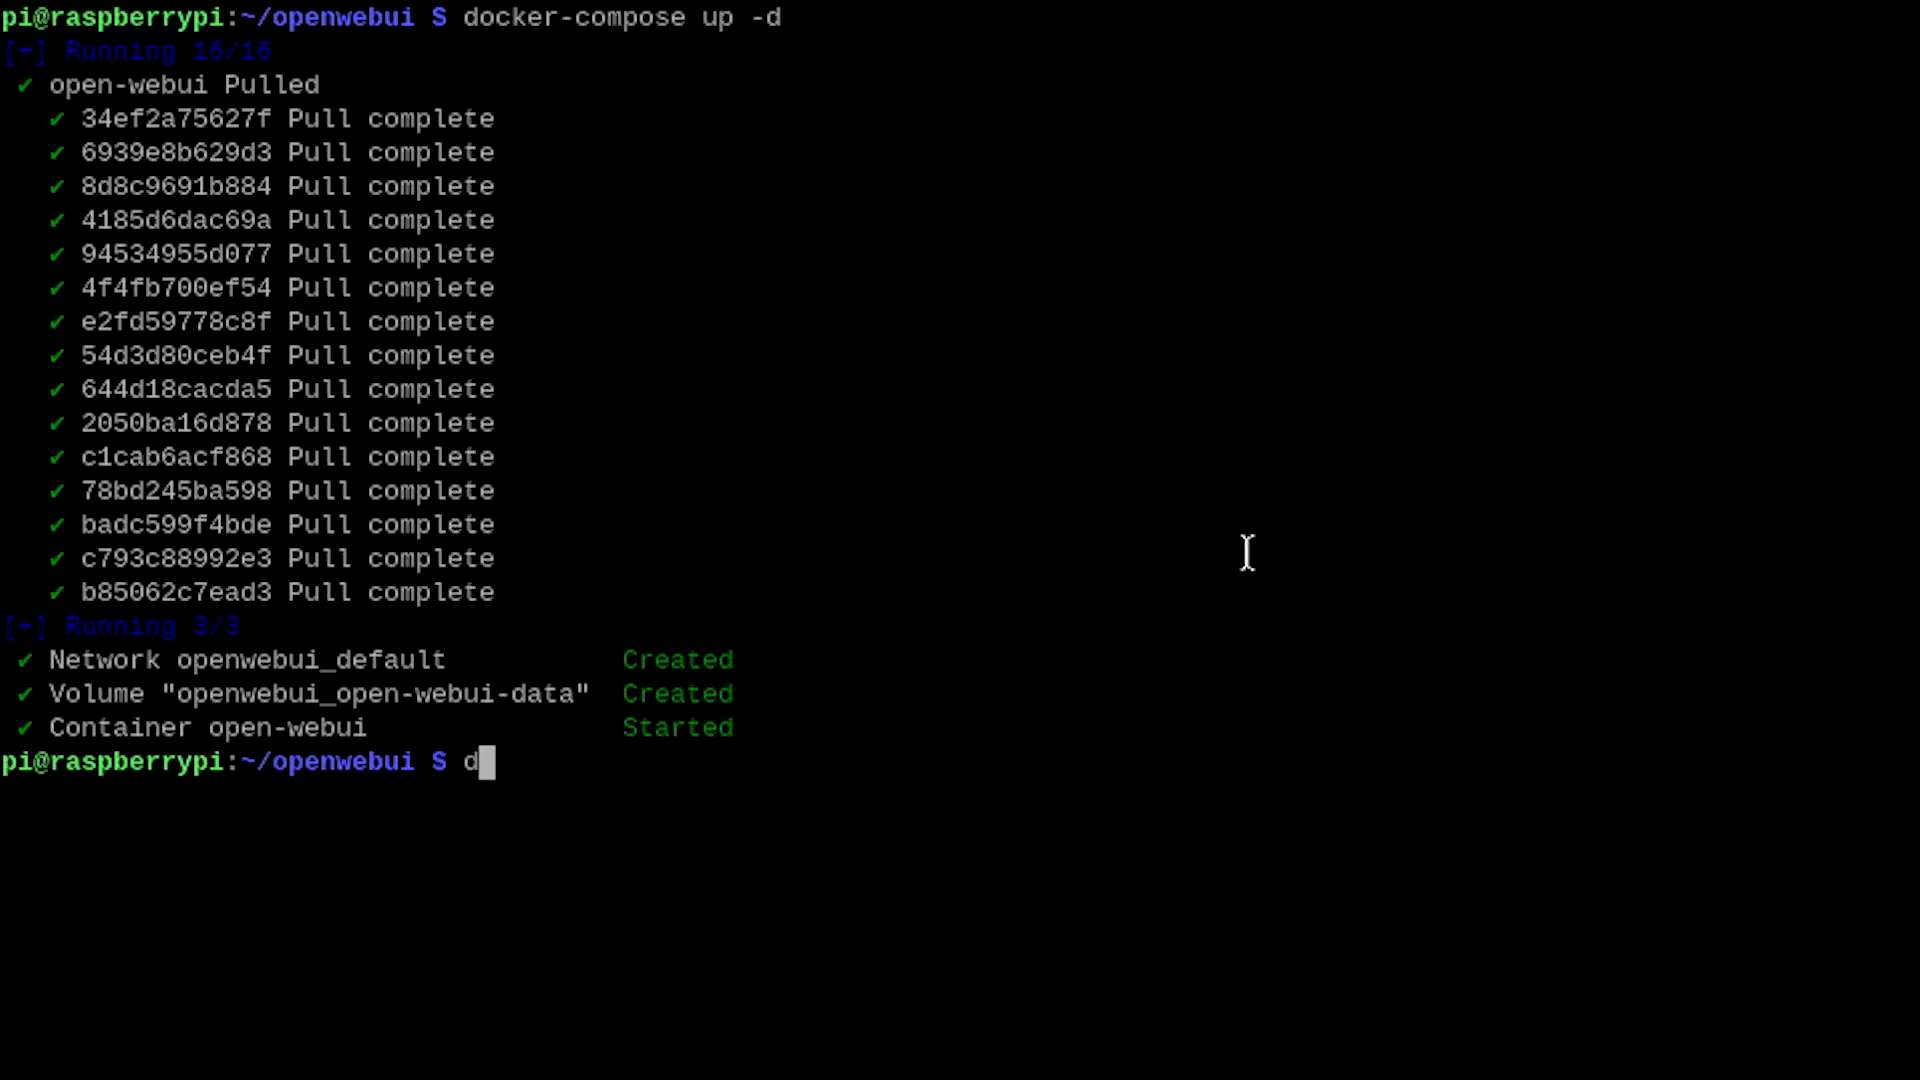 pi@raspberrypi:~/openwebui $ docker-compose up -d
[+] Running 16/16
✔ open-webui Pulled
✔ 34ef2a75627f Pull complete
✔ 6939e8b629d3 Pull complete
✔ 8d8c9691b884 Pull complete
✔ 4185d6dac69a Pull complete
✔ 94534955d077 Pull complete
✔ 4f4fb700ef54 Pull complete
✔ e2fd59778c8f Pull complete
✔ 54d3d80ceb4f Pull complete
✔ 644d18cacda5 Pull complete
✔ 2050ba16d878 Pull complete
✔ c1cab6acf868 Pull complete
✔ 78bd245ba598 Pull complete
✔ badc599f4bde Pull complete
✔ c793c88992e3 Pull complete
✔ b85062c7ead3 Pull complete
[+] Running 3/3
✔ Network openwebui_default Created
✔ Volume "openwebui_open-webui-data" Created
✔ Container open-webui Started
pi@raspberrypi:~/openwebui $ d